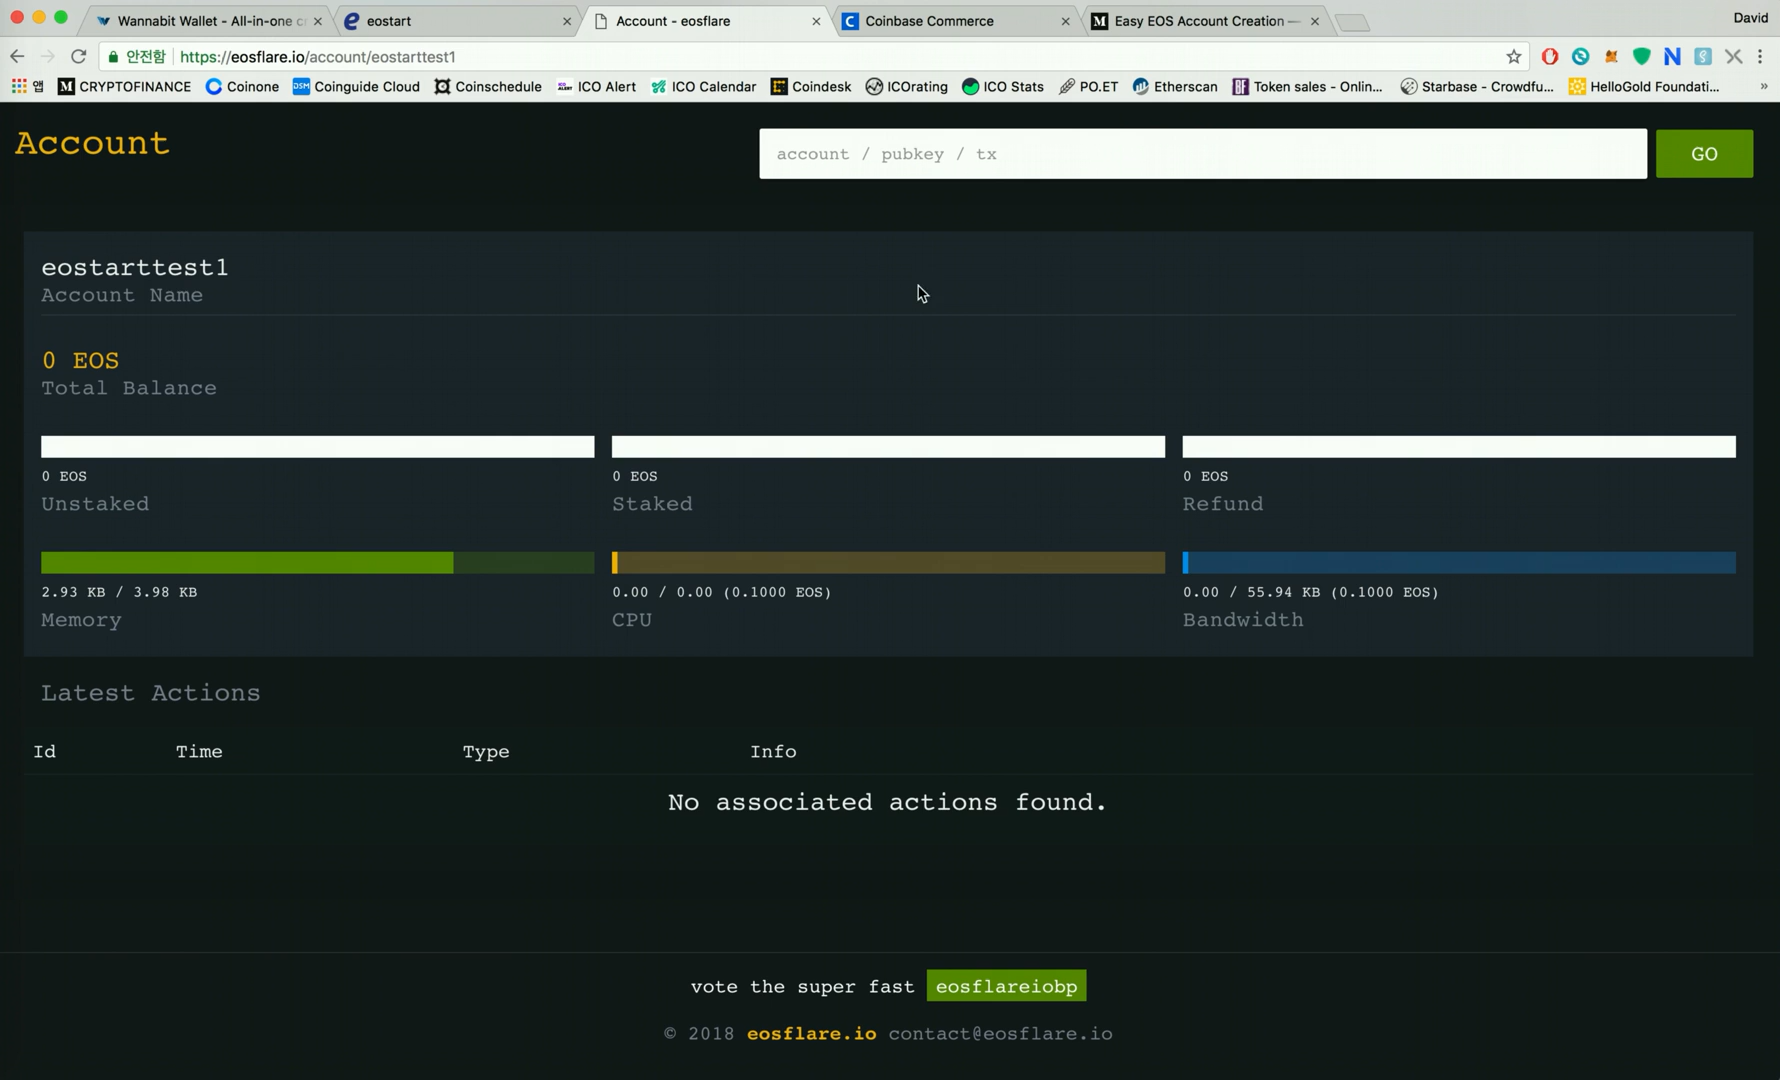 Wannabit Wallet - All-in-one c
eostart
Account - eosflare
Coinbase Commerce
Easy EOS Account Creation —
David
안전함
https://eosflare.io/account/eostarttest1
앱
CRYPTOFINANCE
Coinone
Coinguide Cloud
Coinschedule
ICO Alert
ICO Calendar
Coindesk
ICOrating
ICO Stats
PO.ET
Etherscan
Token sales - Onlin...
Starbase - Crowdfu...
HelloGold Foundati...
»
Account
account / pubkey / tx
GO
eostarttest1
Account Name
0 EOS
Total Balance
0 EOS
Unstaked
0 EOS
Staked
0 EOS
Refund
2.93 KB / 3.98 KB
Memory
0.00 / 0.00 (0.1000 EOS)
CPU
0.00 / 55.94 KB (0.1000 EOS)
Bandwidth
Latest Actions
Id Time Type Info
No associated actions found.
vote the super fast eosflareiobp
© 2018 eosflare.io contact@eosflare.io